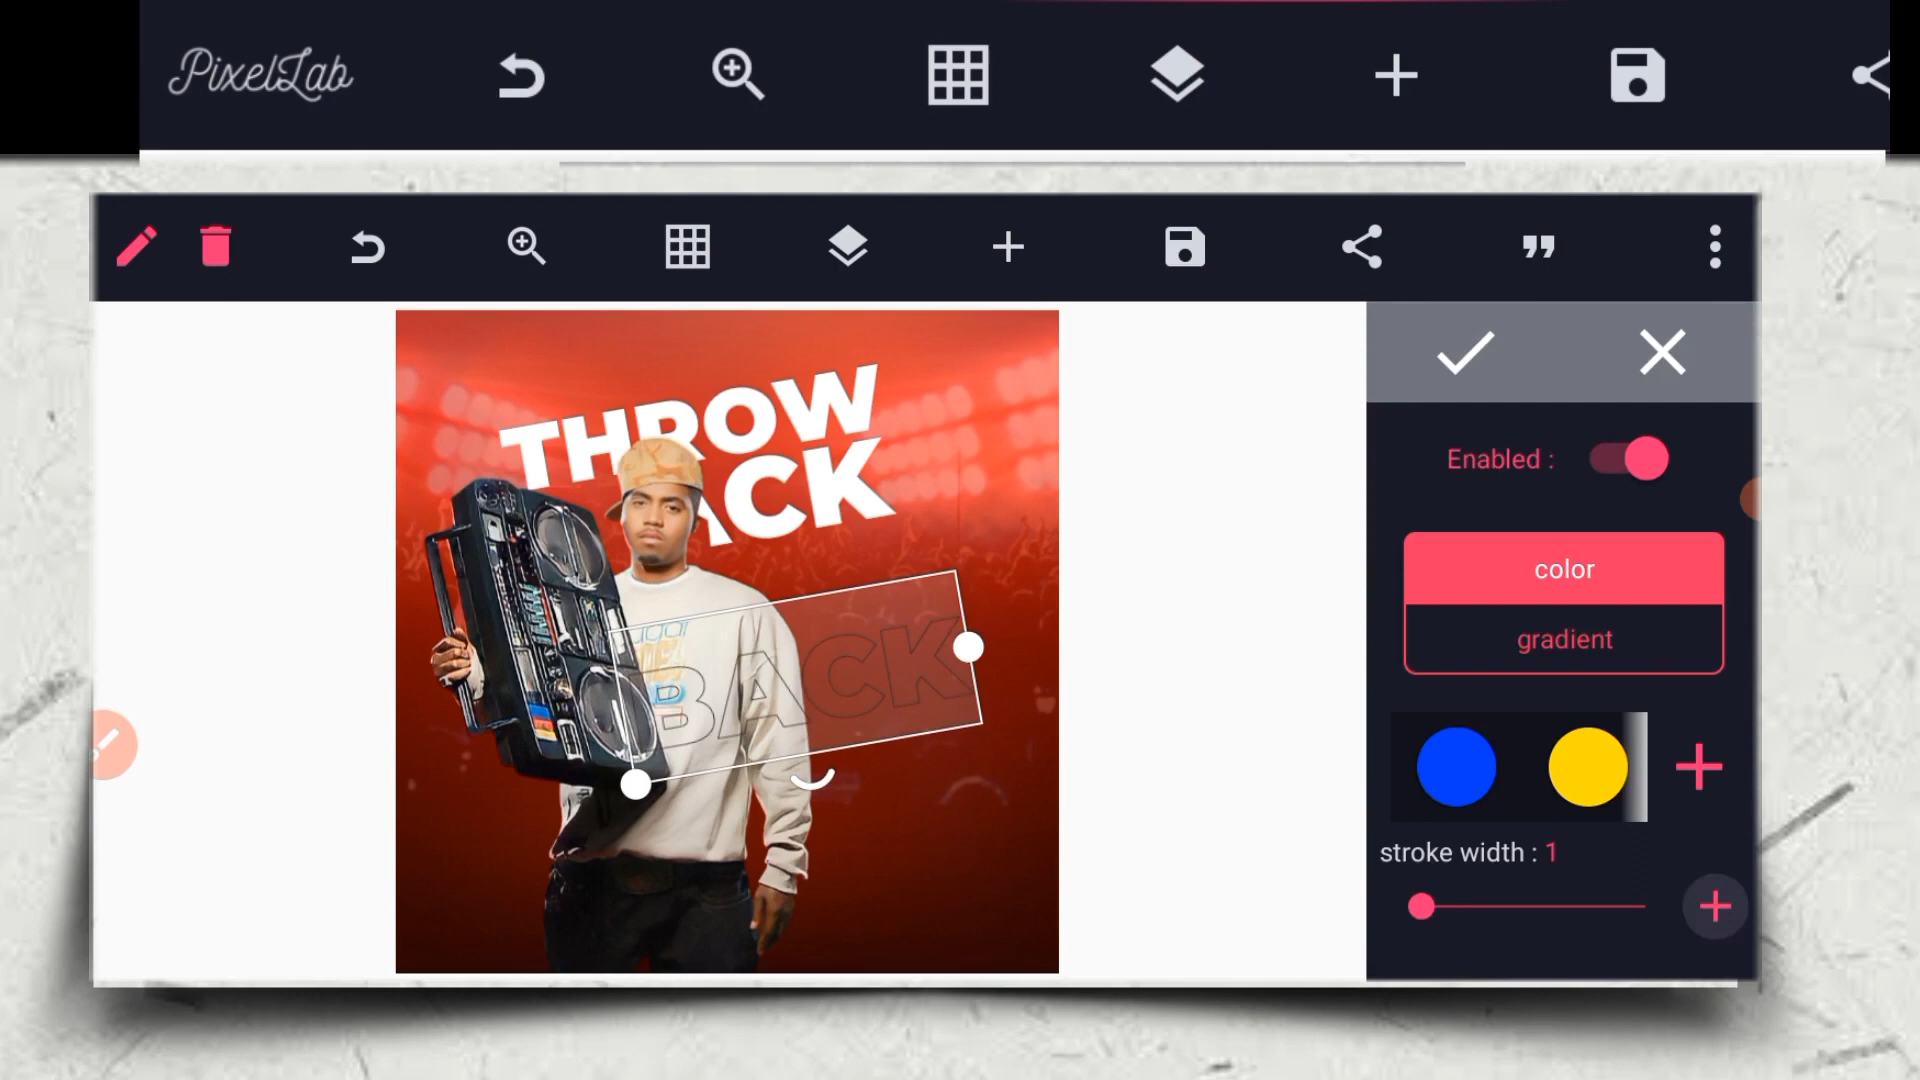 PixelLab
THROW
ACK
Enabled :
color
BACK
gradient
stroke width : 1